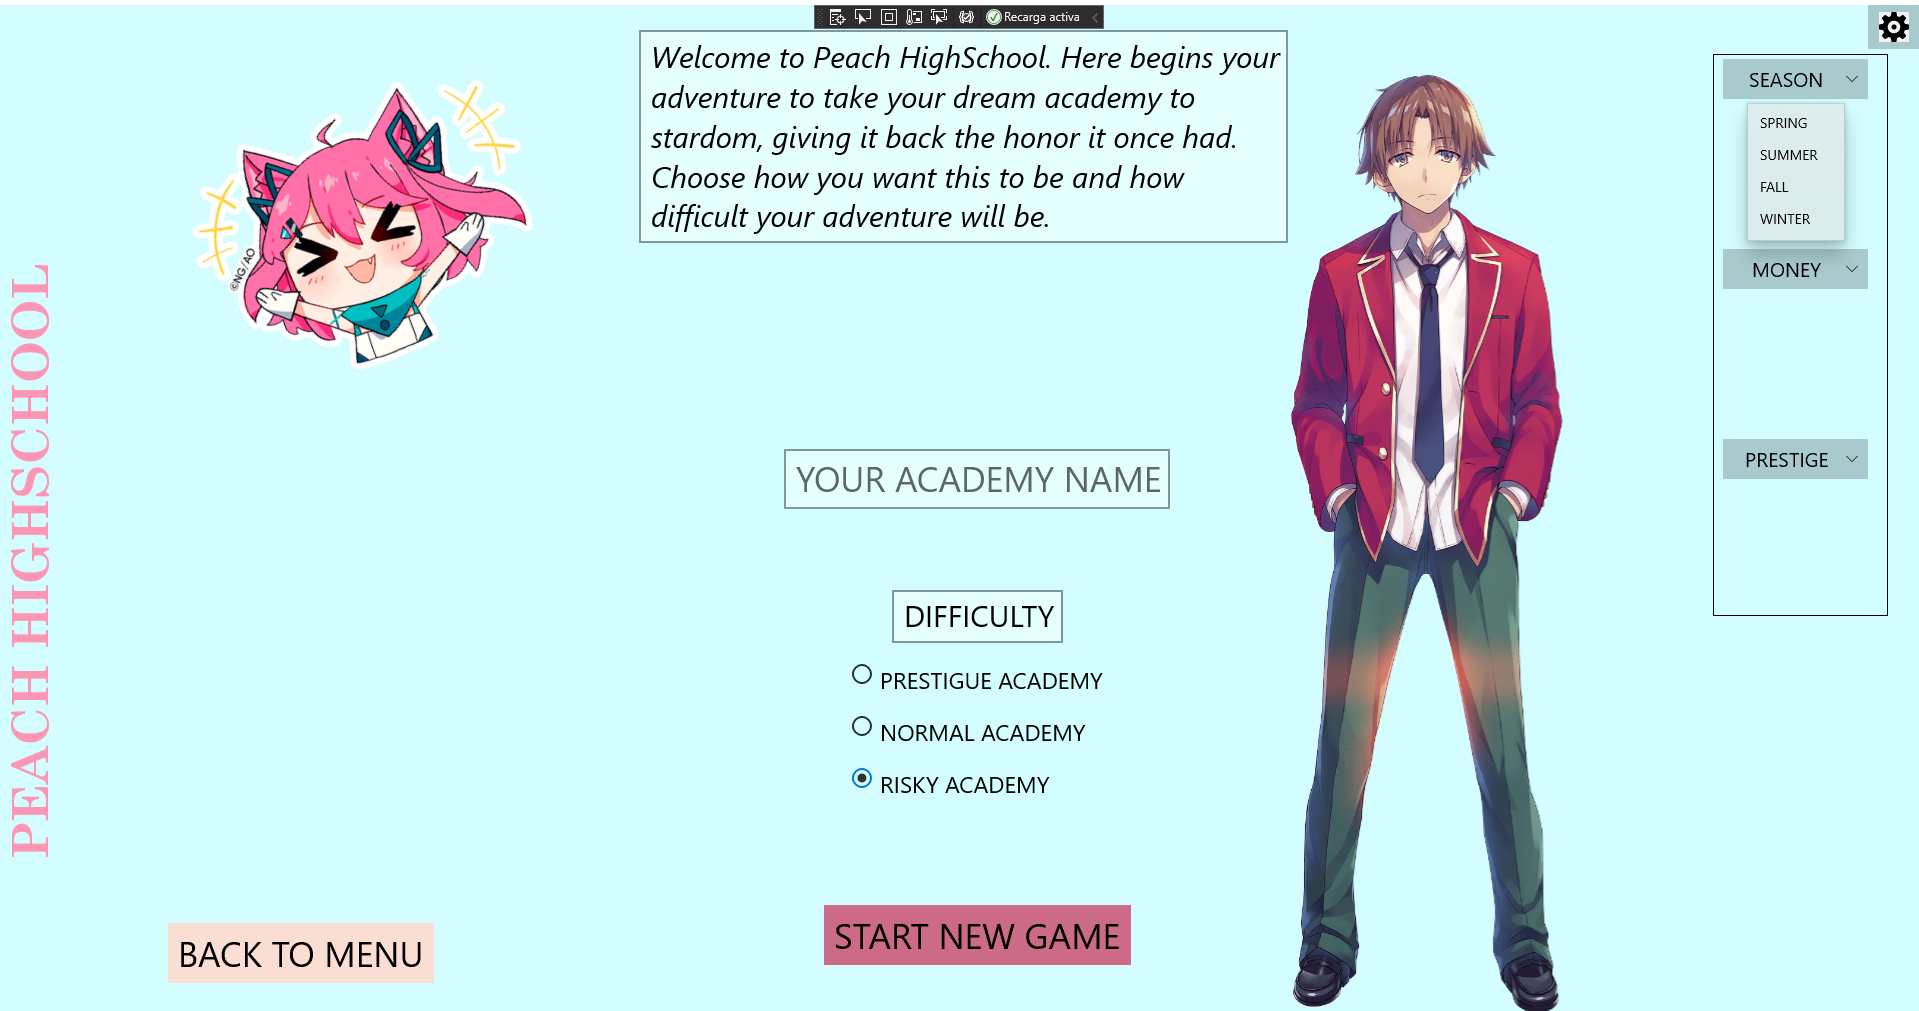 Recarga activa
Welcome to Peach HighSchool. Here begins your
adventure to take your dream academy to
stardom, giving it back the honor it once had.
Choose how you want this to be and how
difficult your adventure will be.
SEASON
SPRING
SUMMER
FALL
WINTER
MONEY
PRESTIGE
©NG/AO
PEACH HIGHSCHOOL
YOUR ACADEMY NAME
DIFFICULTY
PRESTIGUE ACADEMY
NORMAL ACADEMY
RISKY ACADEMY
START NEW GAME
BACK TO MENU